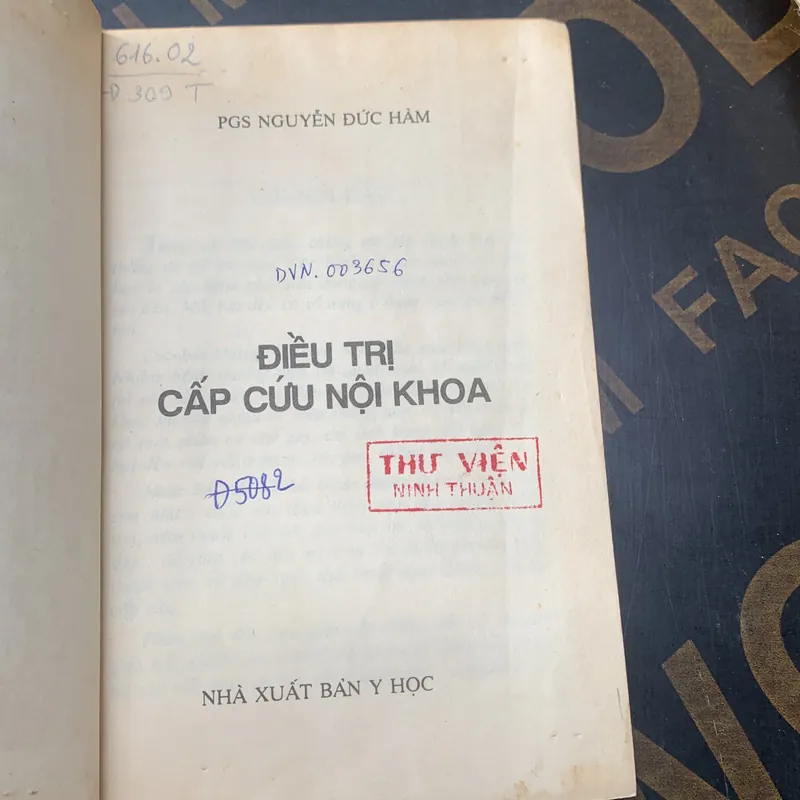 616.02
Đ 309 T
PGS NGUYỄN ĐỨC HÀM
DVN. 003656
ĐIỀU TRỊ
CẤP CỨU NỘI KHOA
Đ5082
THƯ VIỆN
NINH THUẬN
NHÀ XUẤT BẢN Y HỌC